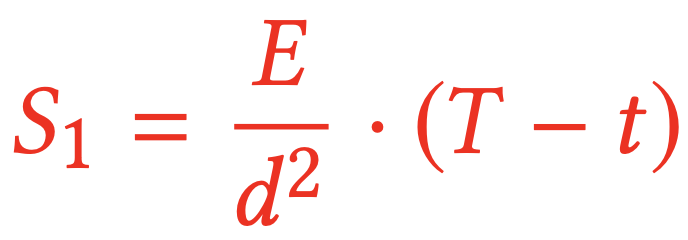 S₁ = E/d² · (T − t)